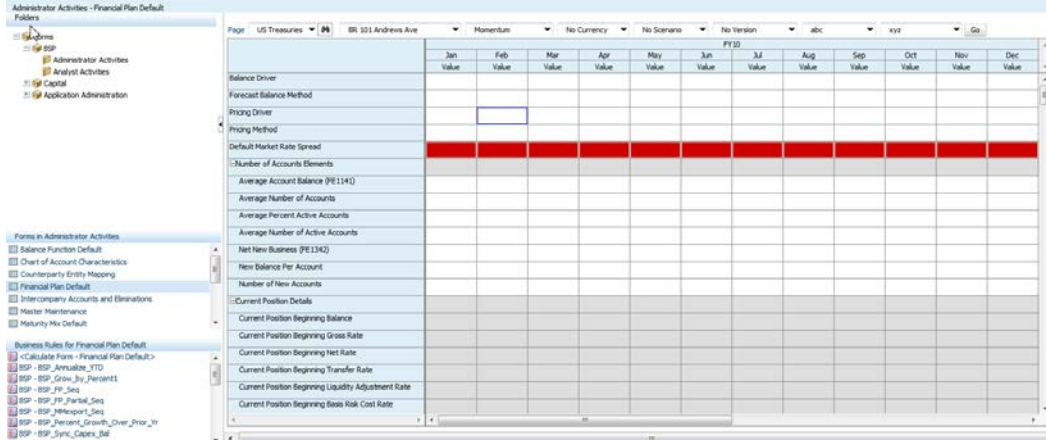 Administrator Activities - Financial Plan Default
Folders
Forms
BSP
Administrator Activities
Analyst Activities
Capital
Application Administration
Forms in Administrator Activities
Balance Function Default
Chart of Account Characteristics
Counterparty Entity Mapping
Financial Plan Default
Intercompany Accounts and Eliminations
Master Maintenance
Maturity Mix Default
Business Rules for Financial Plan Default
<Calculate Form - Financial Plan Default>
BSP - BSP_Annualize_YTD
BSP - BSP_Grow_by_Percent1
BSP - BSP_FP_Seq
BSP - BSP_FP_Partial_Seq
BSP - BSP_MMexport_Seq
BSP - BSP_Percent_Growth_Over_Prior_Yr
BSP - BSP_Sync_Capex_Bal
Page US Treasuries BR 101 Andrews Ave Momentum No Currency No Scenario No Version abc xyz Go
FY10
Jan Feb Mar Apr May Jun Jul Aug Sep Oct Nov Dec
Value Value Value Value Value Value Value Value Value Value Value Value
Balance Driver
Forecast Balance Method
Pricing Driver
Pricing Method
Default Market Rate Spread
Number of Accounts Elements
Average Account Balance (FE1141)
Average Number of Accounts
Average Percent Active Accounts
Average Number of Active Accounts
Net New Business (FE1342)
New Balance Per Account
Number of New Accounts
Current Position Details
Current Position Beginning Balance
Current Position Beginning Gross Rate
Current Position Beginning Net Rate
Current Position Beginning Transfer Rate
Current Position Beginning Liquidity Adjustment Rate
Current Position Beginning Basis Risk Cost Rate